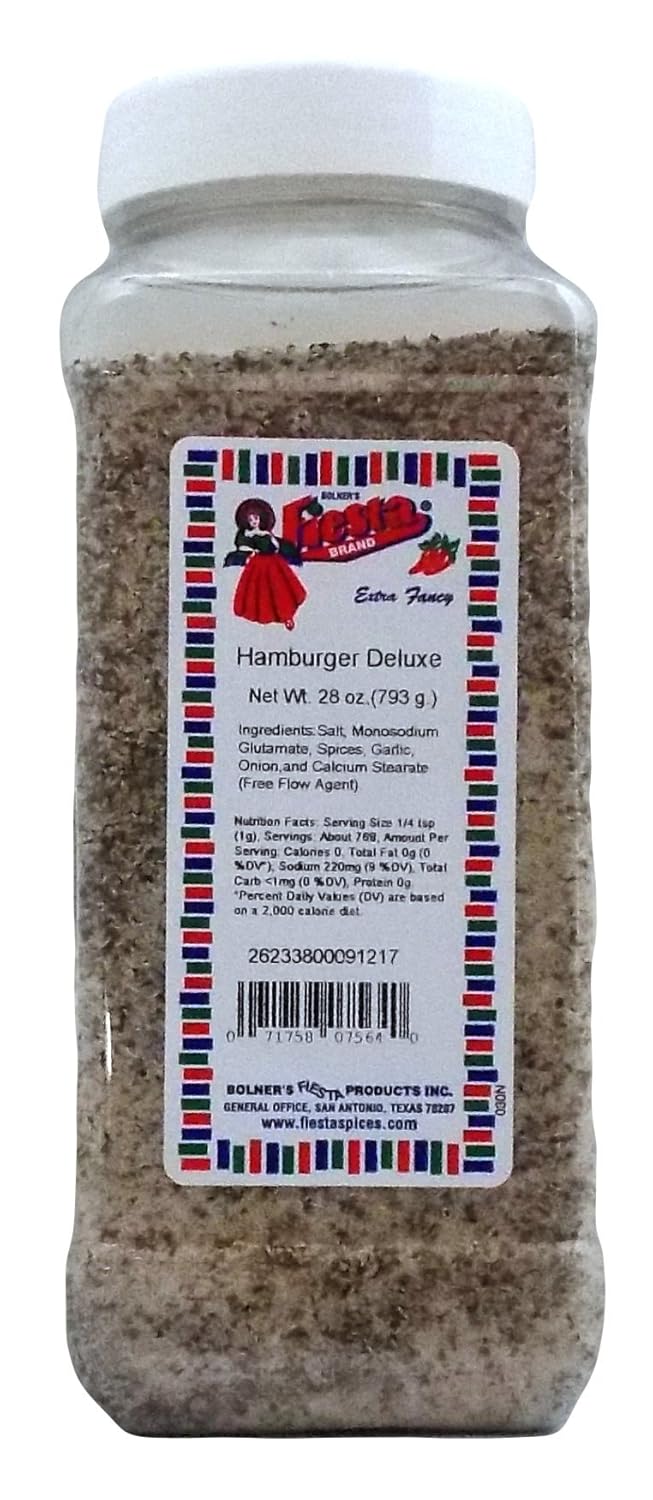 BOLNER'S
Fiesta®
BRAND
Extra Fancy
Hamburger Deluxe
Net Wt. 28 oz.(793 g.)
Ingredients:Salt, Monosodium
Glutamate, Spices, Garlic,
Onion,and Calcium Stearate
(Free Flow Agent)
Nutrition Facts: Serving Size 1/4 tsp
(1g), Servings: About 768, Amount Per
Serving: Calories 0, Total Fat 0g (0
%DV*), Sodium 220mg (9 %DV), Total
Carb <1mg (0 %DV), Protein 0g
*Percent Daily Values (DV) are based
on a 2,000 calorie diet.
26233800091217
0 71758 07564 0
BOLNER'S FIESTA PRODUCTS INC.
GENERAL OFFICE, SAN ANTONIO, TEXAS 78207
www.fiestaspices.com
030N